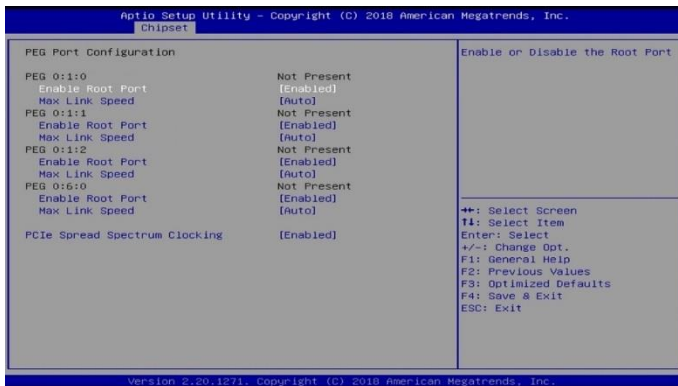 Aptio Setup Utility – Copyright (C) 2018 American Megatrends, Inc.
Chipset
PEG Port Configuration
PEG 0:1:0 Not Present
Enable Root Port [Enabled]
Max Link Speed [Auto]
PEG 0:1:1 Not Present
Enable Root Port [Enabled]
Max Link Speed [Auto]
PEG 0:1:2 Not Present
Enable Root Port [Enabled]
Max Link Speed [Auto]
PEG 0:6:0 Not Present
Enable Root Port [Enabled]
Max Link Speed [Auto]
PCIe Spread Spectrum Clocking [Enabled]
Enable or Disable the Root Port
→←: Select Screen
↑↓: Select Item
Enter: Select
+/-: Change Opt.
F1: General Help
F2: Previous Values
F3: Optimized Defaults
F4: Save & Exit
ESC: Exit
Version 2.20.1271. Copyright (C) 2018 American Megatrends, Inc.